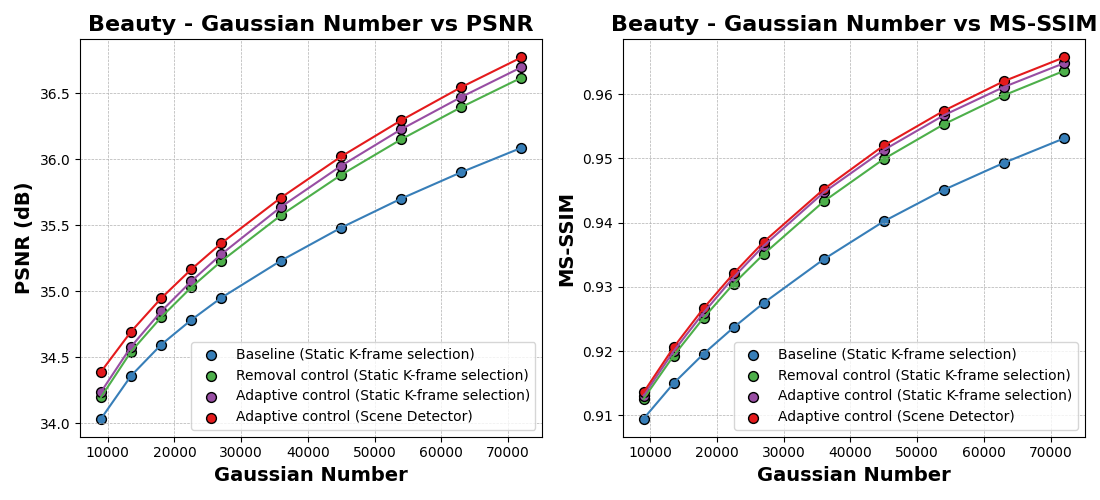 Beauty - Gaussian Number vs PSNR
PSNR (dB)
36.5
36.0
35.5
35.0
34.5
34.0
Baseline (Static K-frame selection)
Removal control (Static K-frame selection)
Adaptive control (Static K-frame selection)
Adaptive control (Scene Detector)
10000 20000 30000 40000 50000 60000 70000
Gaussian Number
Beauty - Gaussian Number vs MS-SSIM
MS-SSIM
0.96
0.95
0.94
0.93
0.92
0.91
Baseline (Static K-frame selection)
Removal control (Static K-frame selection)
Adaptive control (Static K-frame selection)
Adaptive control (Scene Detector)
10000 20000 30000 40000 50000 60000 70000
Gaussian Number